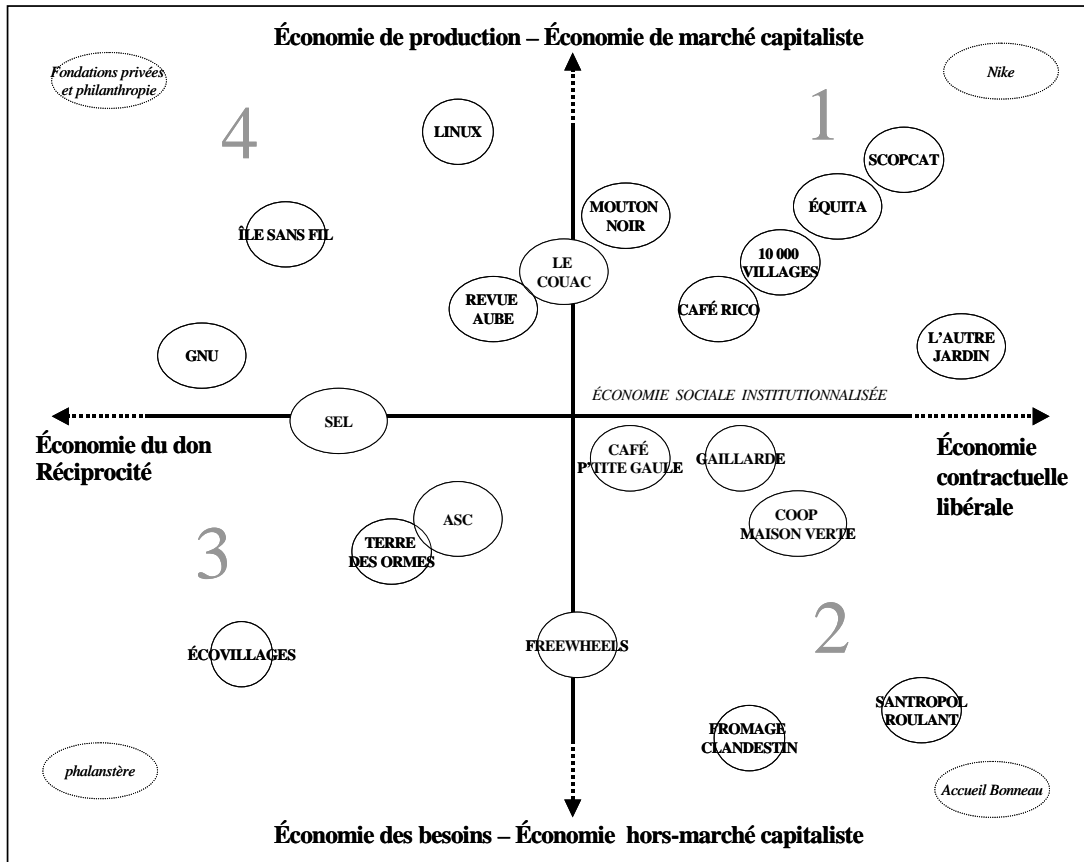 Économie de production – Économie de marché capitaliste
Fondations privées
et philanthropie
Nike
4
1
LINUX
SCOPCAT
ÉQUITA
MOUTON
NOIR
ÎLE SANS FIL
10 000
VILLAGES
LE
COUAC
REVUE
AUBE
CAFÉ RICO
GNU
L'AUTRE
JARDIN
ÉCONOMIE SOCIALE INSTITUTIONNALISÉE
SEL
Économie du don
Réciprocité
CAFÉ
P'TITE GAULE
GAILLARDE
Économie
contractuelle
libérale
ASC
COOP
MAISON VERTE
TERRE
DES ORMES
3
2
ÉCOVILLAGES
FREEWHEELS
SANTROPOL
ROULANT
FROMAGE
CLANDESTIN
phalanstère
Accueil Bonneau
Économie des besoins – Économie hors-marché capitaliste